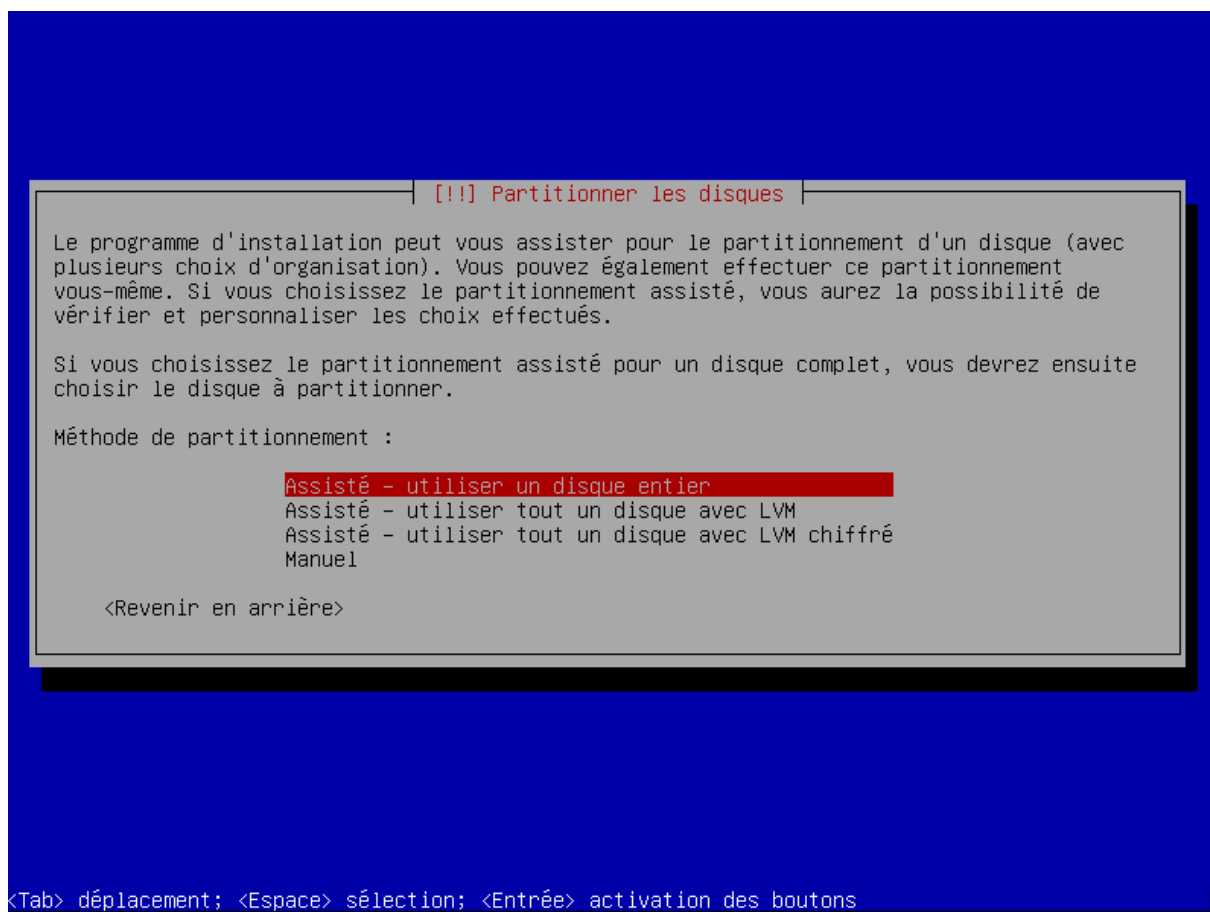 [!!] Partitionner les disques
Le programme d'installation peut vous assister pour le partitionnement d'un disque (avec
plusieurs choix d'organisation). Vous pouvez également effectuer ce partitionnement
vous-même. Si vous choisissez le partitionnement assisté, vous aurez la possibilité de
vérifier et personnaliser les choix effectués.
Si vous choisissez le partitionnement assisté pour un disque complet, vous devrez ensuite
choisir le disque à partitionner.
Méthode de partitionnement :
Assisté - utiliser un disque entier
Assisté - utiliser tout un disque avec LVM
Assisté - utiliser tout un disque avec LVM chiffré
Manuel
<Revenir en arrière>
<Tab> déplacement; <Espace> sélection; <Entrée> activation des boutons